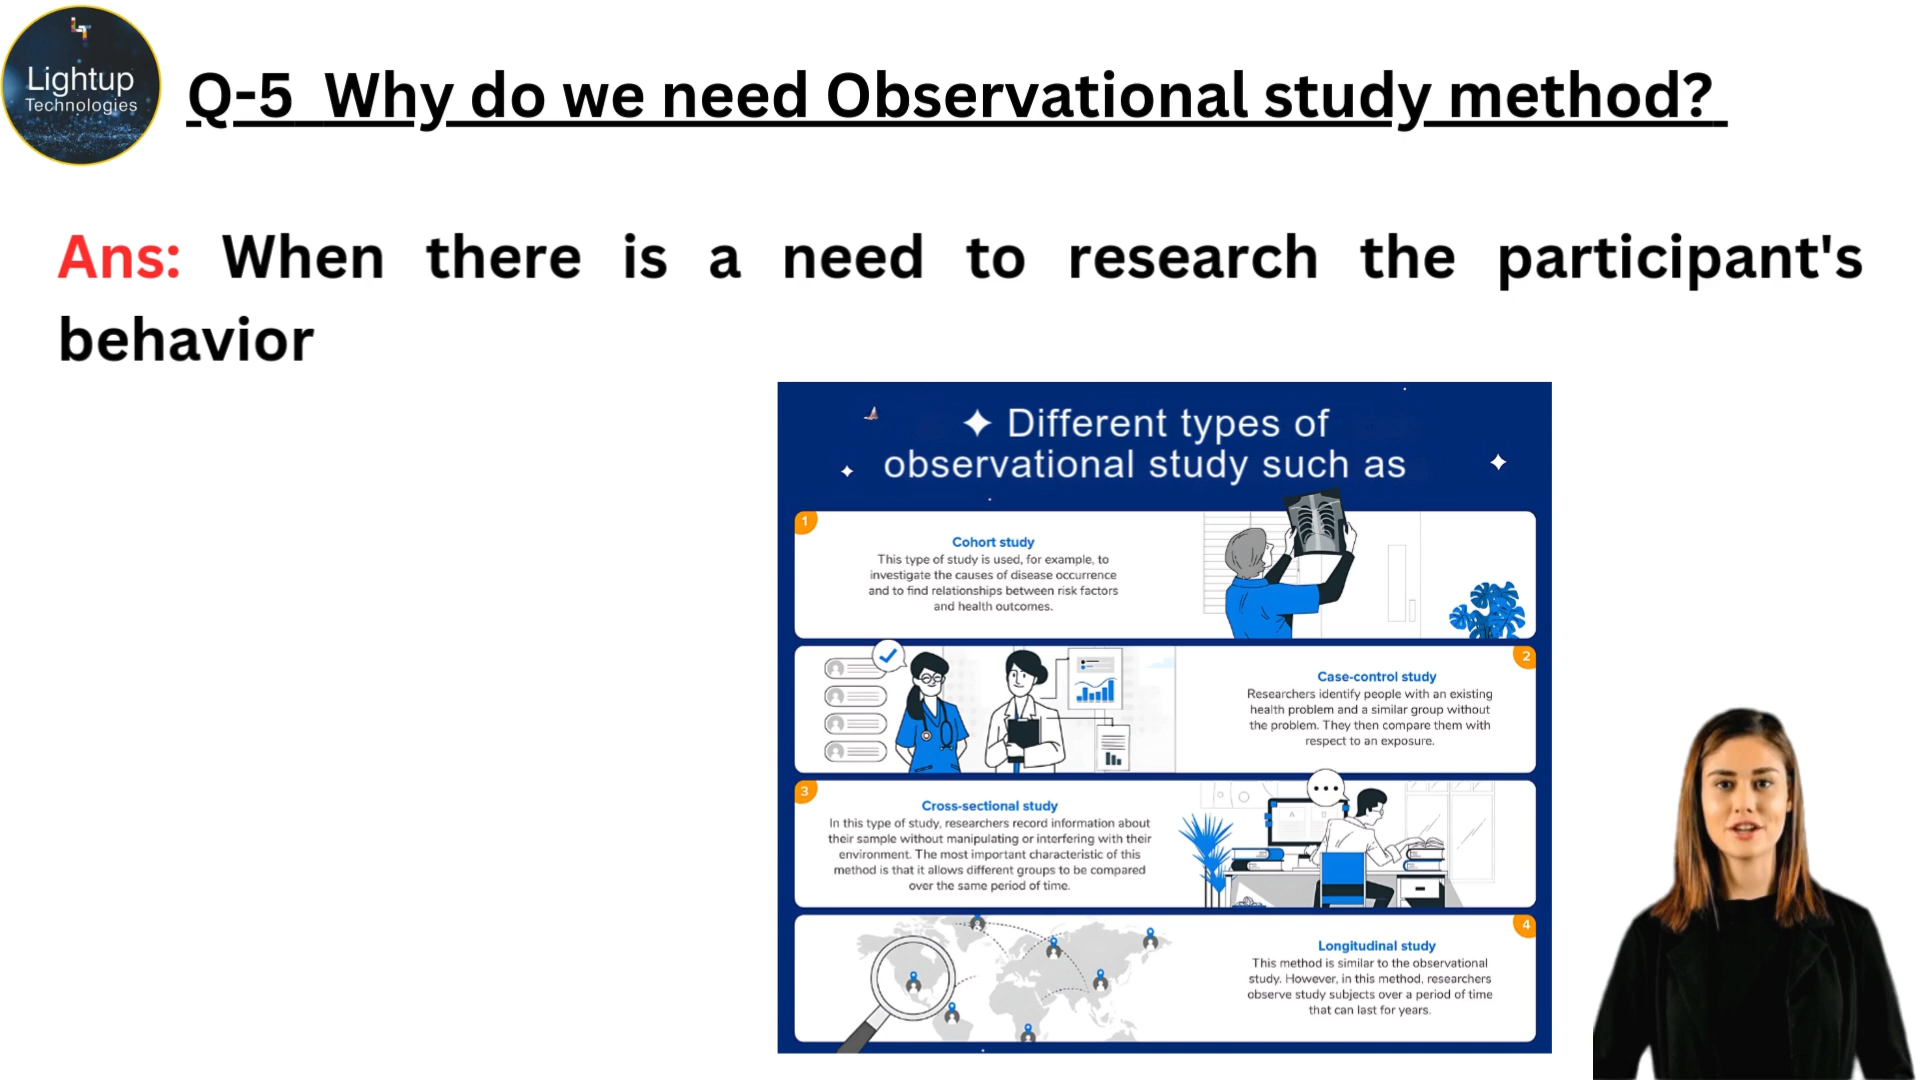 LT
Lightup
Technologies
Q-5 Why do we need Observational study method?
Ans: When there is a need to research the participant's
behavior
Different types of
observational study such as
1
Cohort study
This type of study is used, for example, to
investigate the causes of disease occurrence
and to find relationships between risk factors
and health outcomes.
2
Case-control study
Researchers identify people with an existing
health problem and a similar group without
the problem. They then compare them with
respect to an exposure.
3
Cross-sectional study
In this type of study, researchers record information about
their sample without manipulating or interfering with their
environment. The most important characteristic of this
method is that it allows different groups to be compared
over the same period of time.
4
Longitudinal study
This method is similar to the observational
study. However, in this method, researchers
observe study subjects over a period of time
that can last for years.